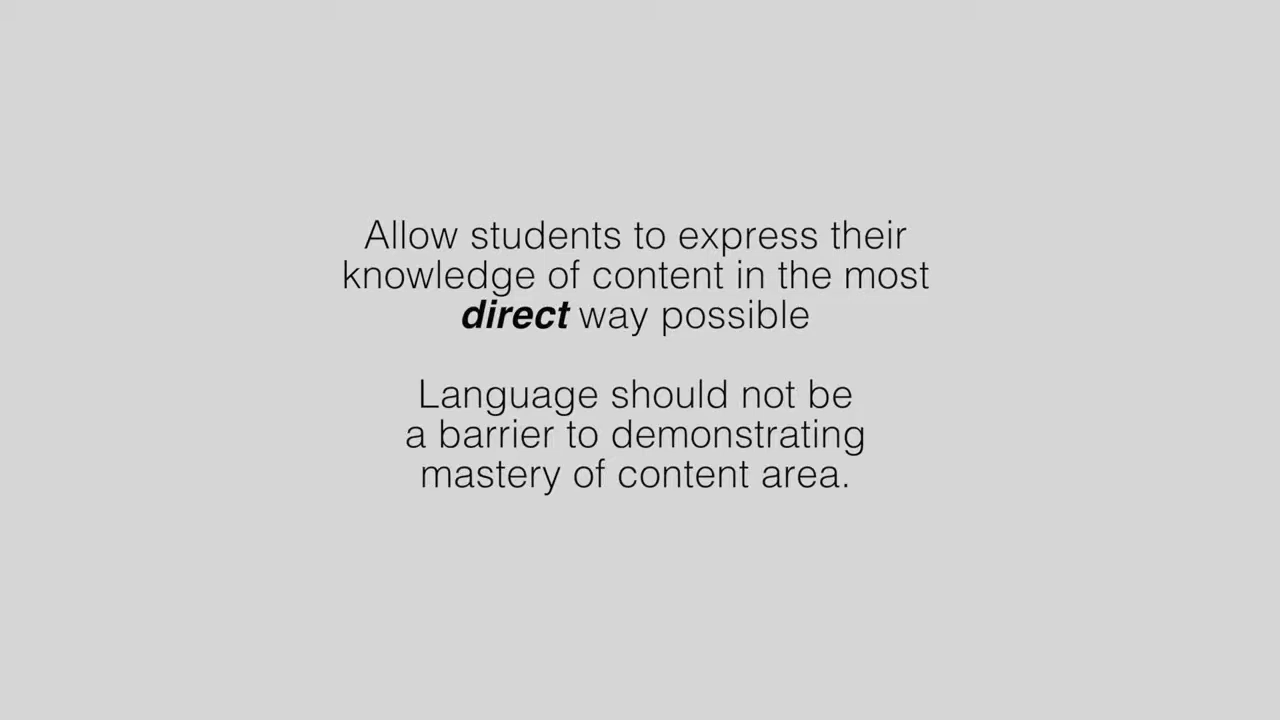 Allow students to express their
knowledge of content in the most
direct way possible
Language should not be
a barrier to demonstrating
mastery of content area.